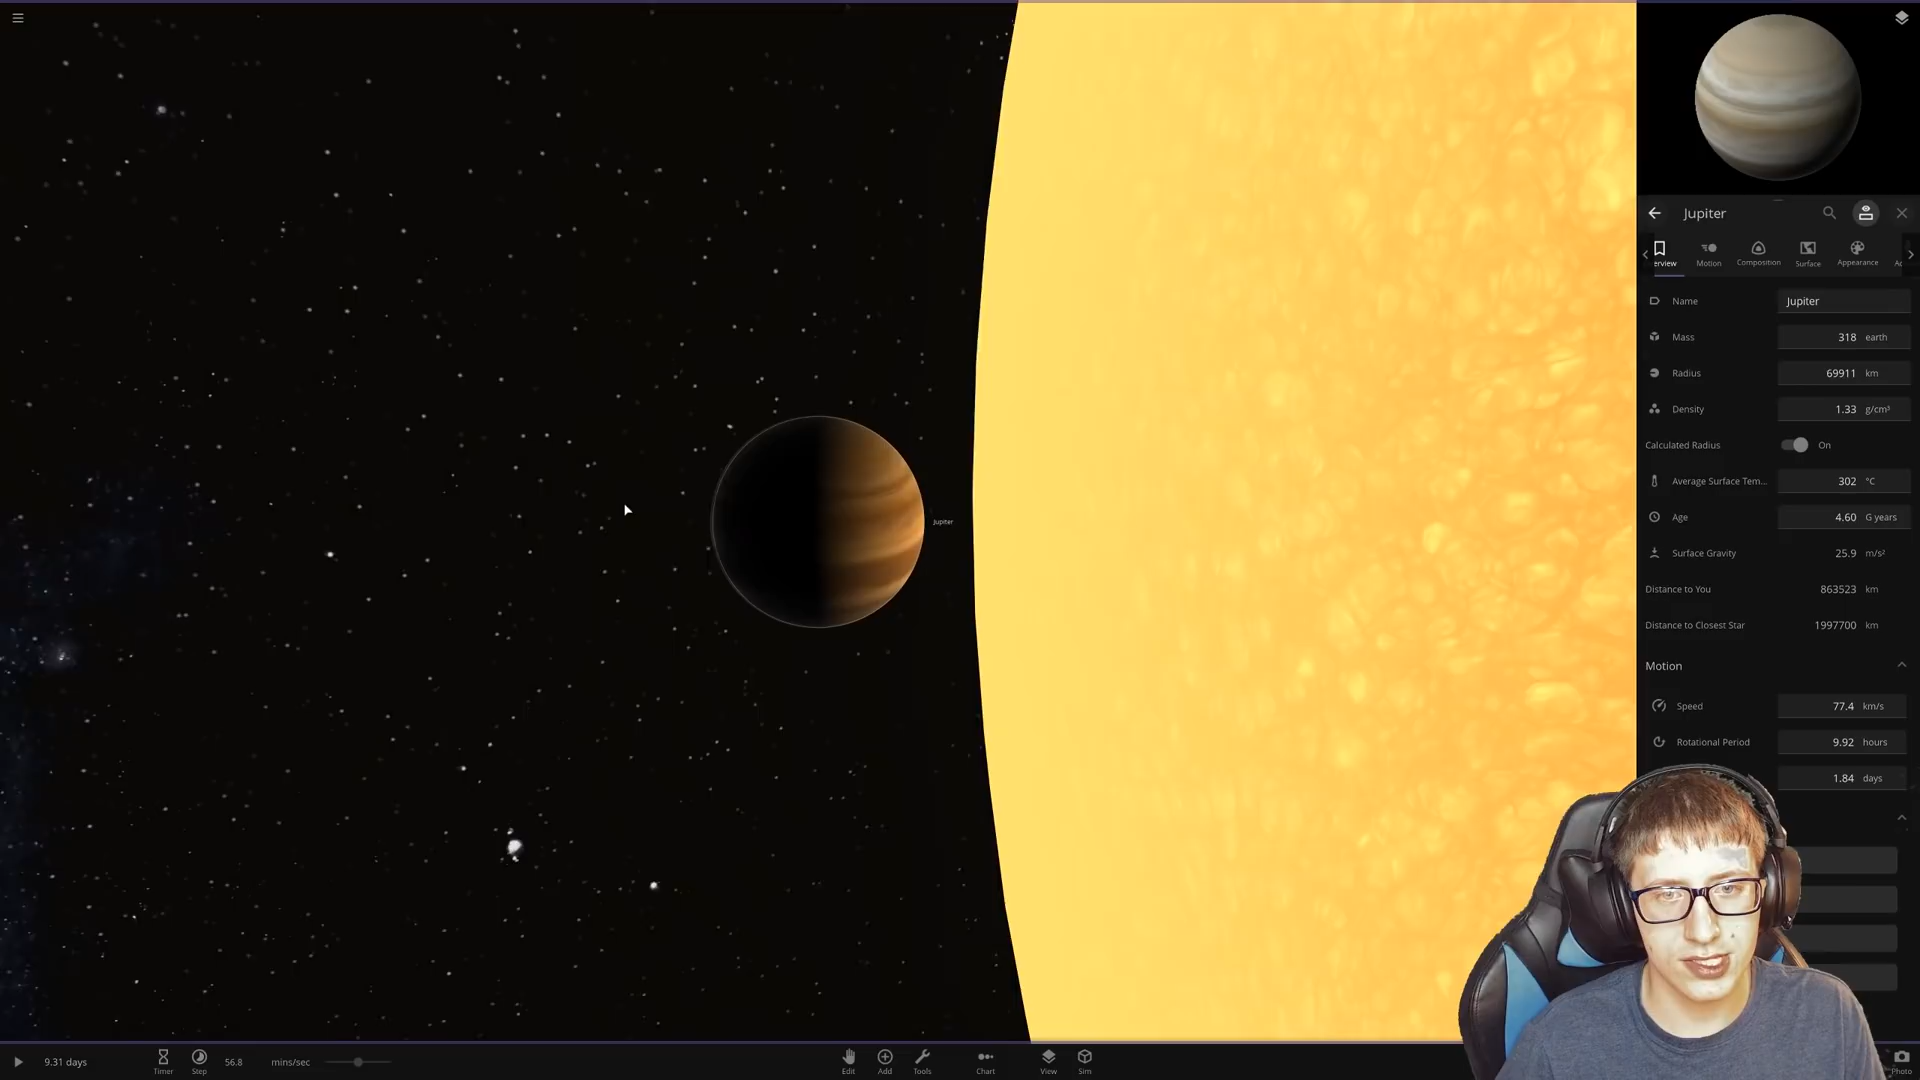 Jupiter
erview
Motion
Composition
Surface
Appearance
Ac
Name Jupiter
Mass 318 earth
Radius 69911 km
Density 1.33 g/cm³
Calculated Radius On
Average Surface Tem... 302 °C
Age 4.60 G years
Surface Gravity 25.9 m/s²
Distance to You 863523 km
Distance to Closest Star 1997700 km
Motion
Speed 77.4 km/s
Rotational Period 9.92 hours
1.84 days
Jupiter
9.31 days
Timer
Step
56.8 mins/sec
Edit
Add
Tools
Chart
View
Sim
Photo